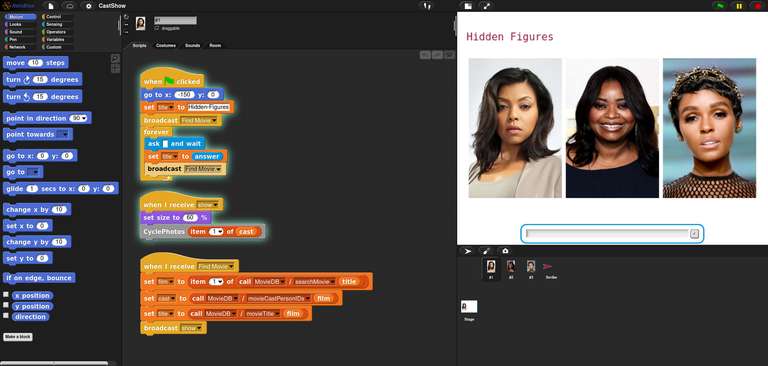 NetsBlox
CastShow
Motion Control
Looks Sensing
Sound Operators
Pen Variables
Network Custom
move 10 steps
turn 15 degrees
turn 15 degrees
point in direction 90
point towards
go to x: 0 y: 0
go to
glide 1 secs to x: 0 y: 0
change x by 10
set x to 0
change y by 10
set y to 0
if on edge, bounce
x position
y position
direction
Make a block
#1
draggable
Scripts Costumes Sounds Room
when clicked
go to x: -150 y: 0
set title to Hidden Figures
broadcast Find Movie
forever
ask and wait
set title to answer
broadcast Find Movie
when I receive show
set size to 60 %
CyclePhotos item 1 of cast
when I receive Find Movie
set film to item 1 of call MovieDB / searchMovie title
set cast to call MovieDB / movieCastPersonIDs film
set title to call MovieDB / movieTitle film
broadcast show
Hidden Figures
#1 #2 #3 Scribe
Stage